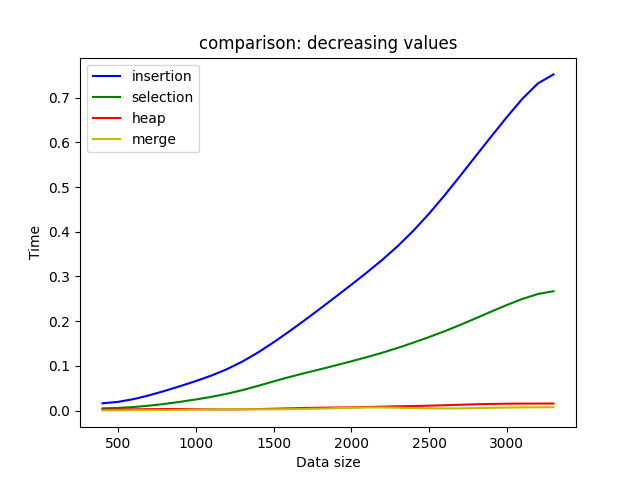 comparison: decreasing values
insertion
selection
heap
merge
Time
0.7
0.6
0.5
0.4
0.3
0.2
0.1
0.0
500 1000 1500 2000 2500 3000
Data size